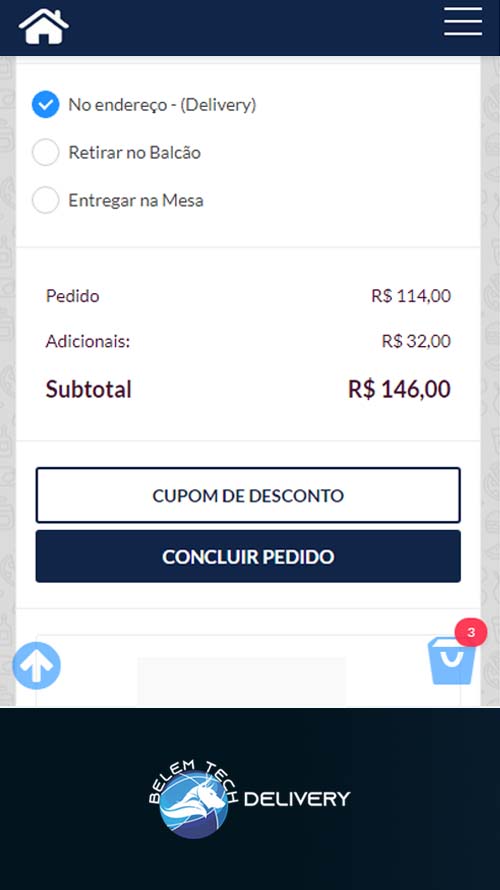 No endereço - (Delivery)
Retirar no Balcão
Entregar na Mesa
Pedido R$ 114,00
Adicionais: R$ 32,00
Subtotal R$ 146,00
CUPOM DE DESCONTO
CONCLUIR PEDIDO
3
BELEM TECH
DELIVERY